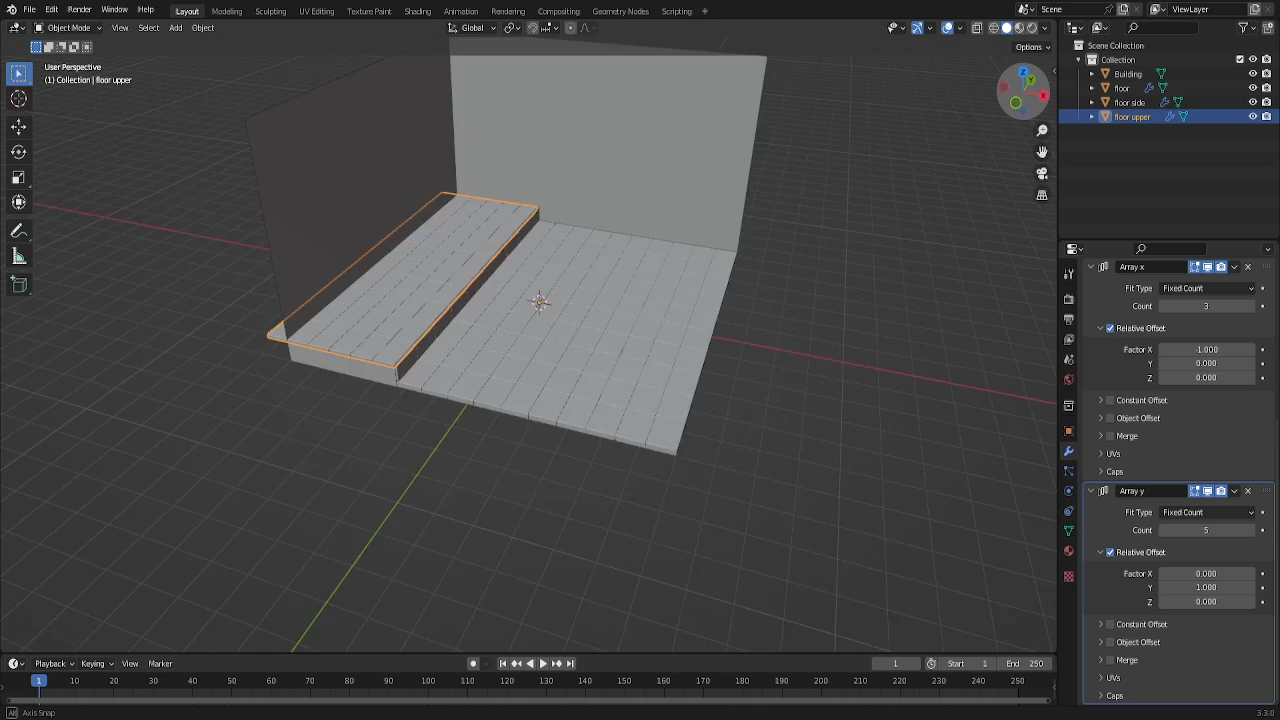 File Edit Render Window Help Layout Modeling Sculpting UV Editing Texture Paint Shading Animation Rendering Compositing Geometry Nodes Scripting + Scene ViewLayer
Object Mode View Select Add Object Global
Options
User Perspective
(1) Collection | floor upper
X
Y
Z
Scene Collection
Collection
Building
floor
floor side
floor upper
Array x
Fit Type Fixed Count
Count 3
Relative Offset
Factor X -1.000
Y 0.000
Z 0.000
Constant Offset
Object Offset
Merge
UVs
Caps
Array y
Fit Type Fixed Count
Count 5
Relative Offset
Factor X 0.000
Y 1.000
Z 0.000
Constant Offset
Object Offset
Merge
UVs
Caps
Playback Keying View Marker 1 Start 1 End 250
1 10 20 30 40 50 60 70 80 90 100 110 120 130 140 150 160 170 180 190 200 210 220 230 240 250
Axis Snap 3.3.0